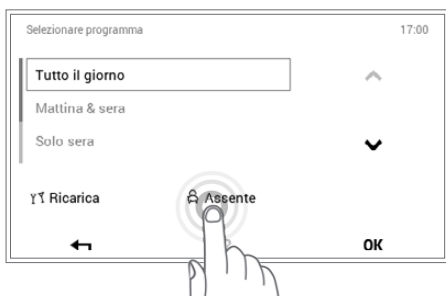 Selezionare programma 17:00
Tutto il giorno
Mattina & sera
Solo sera
Ricarica Assente
OK